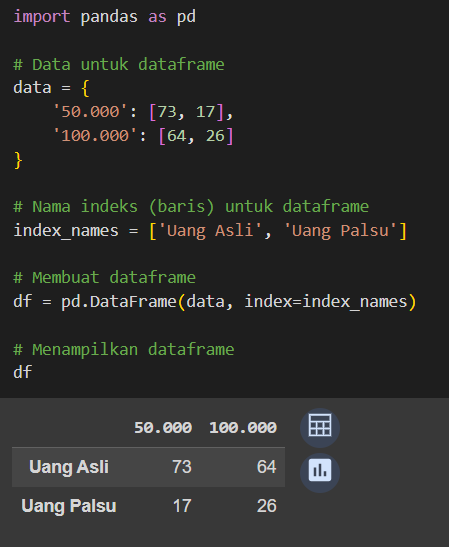 import pandas as pd
# Data untuk dataframe
data = {
    '50.000': [73, 17],
    '100.000': [64, 26]
}
# Nama indeks (baris) untuk dataframe
index_names = ['Uang Asli', 'Uang Palsu']
# Membuat dataframe
df = pd.DataFrame(data, index=index_names)
# Menampilkan dataframe
df
50.000 100.000
Uang Asli 73 64
Uang Palsu 17 26